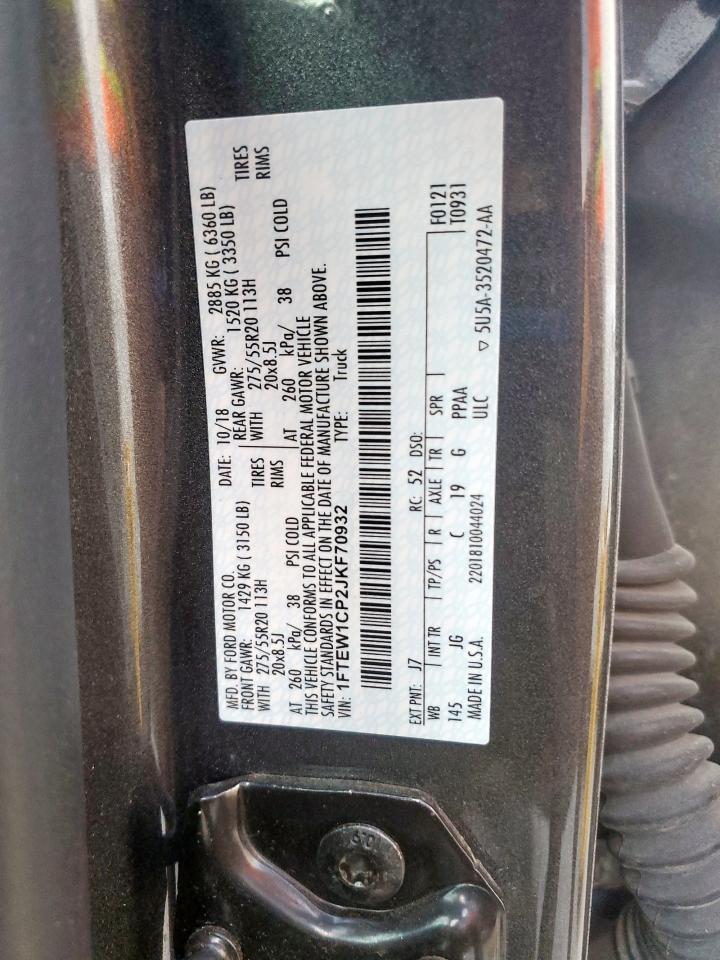 MFD. BY FORD MOTOR CO. DATE: 10/18 GVWR: 2885 KG ( 6360 LB)
FRONT GAWR: 1429 KG ( 3150 LB) REAR GAWR: 1520 KG ( 3350 LB)
WITH 275/55R20 113H TIRES WITH 275/55R20 113H TIRES
20x8.5J RIMS 20x8.5J RIMS
AT 260 kPa/ 38 PSI COLD AT 260 kPa/ 38 PSI COLD
THIS VEHICLE CONFORMS TO ALL APPLICABLE FEDERAL MOTOR VEHICLE
SAFETY STANDARDS IN EFFECT ON THE DATE OF MANUFACTURE SHOWN ABOVE.
VIN: 1FTEW1CP2JKF70932 TYPE: Truck
EXT PNT: J7 RC: 52 DSO: F0121
WB INT TR TP/PS R AXLE TR SPR T0931
145 JG C 19 G PPAA
MADE IN U.S.A. 2201810044024 ULC ▽ 5U5A-3520472-AA